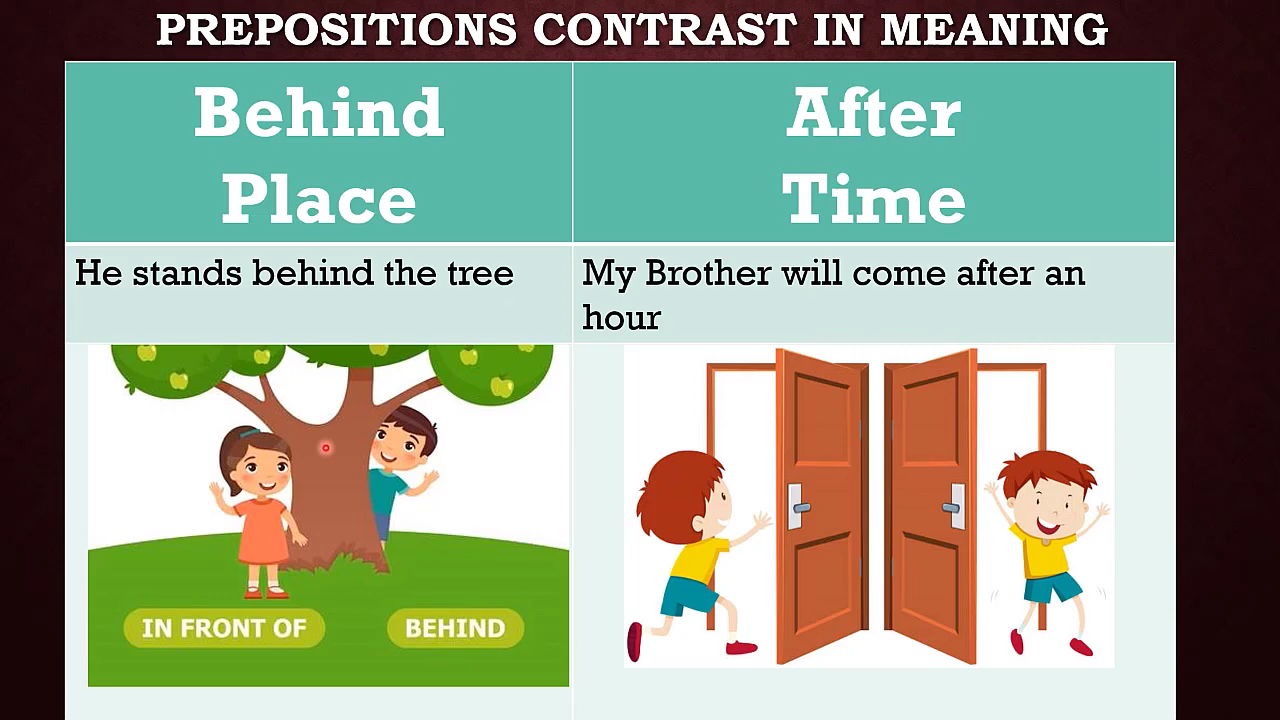 PREPOSITIONS CONTRAST IN MEANING
Behind
Place
After
Time
He stands behind the tree
My Brother will come after an
hour
IN FRONT OF
BEHIND